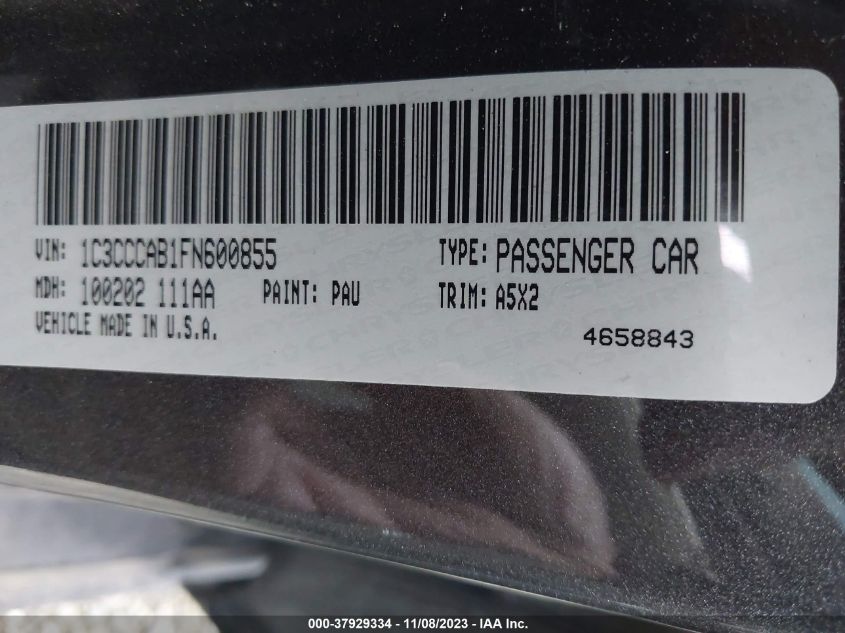 VIN: 1C3CCCAB1FN600855 TYPE: PASSENGER CAR
MDH: 100202 111AA PAINT: PAU TRIM: A5X2
VEHICLE MADE IN U.S.A.
4658843
000-37929334 - 11/08/2023 - IAA Inc.